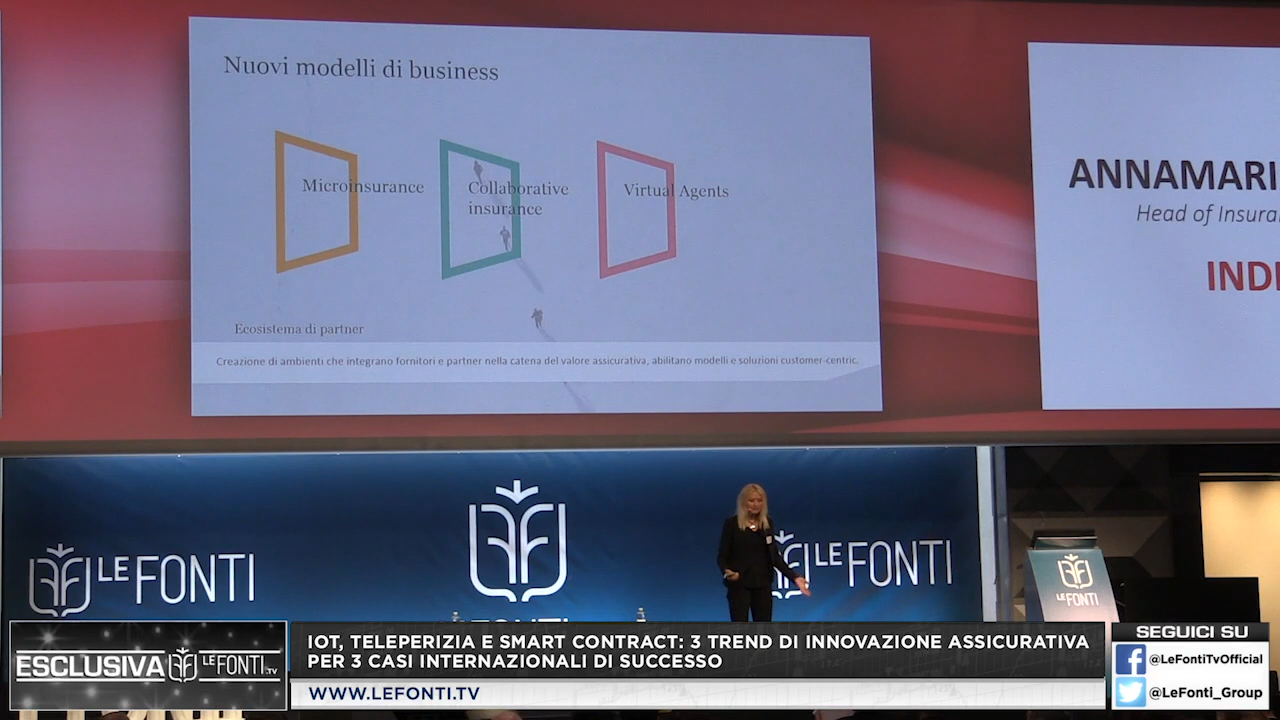 Nuovi modelli di business
Microinsurance
Collaborative
insurance
Virtual Agents
Ecosistema di partner
Creazione di ambienti che integrano fornitori e partner nella catena del valore assicurativa, abilitano modelli e soluzioni customer-centric.
ANNAMARI
Head of Insura
INDR
LE FONTI
LE FONTI
LE FONTI
ESCLUSIVA LE FONTI.TV
IOT, TELEPERIZIA E SMART CONTRACT: 3 TREND DI INNOVAZIONE ASSICURATIVA
PER 3 CASI INTERNAZIONALI DI SUCCESSO
WWW.LEFONTI.TV
SEGUICI SU
@LeFontiTvOfficial
@LeFonti_Group